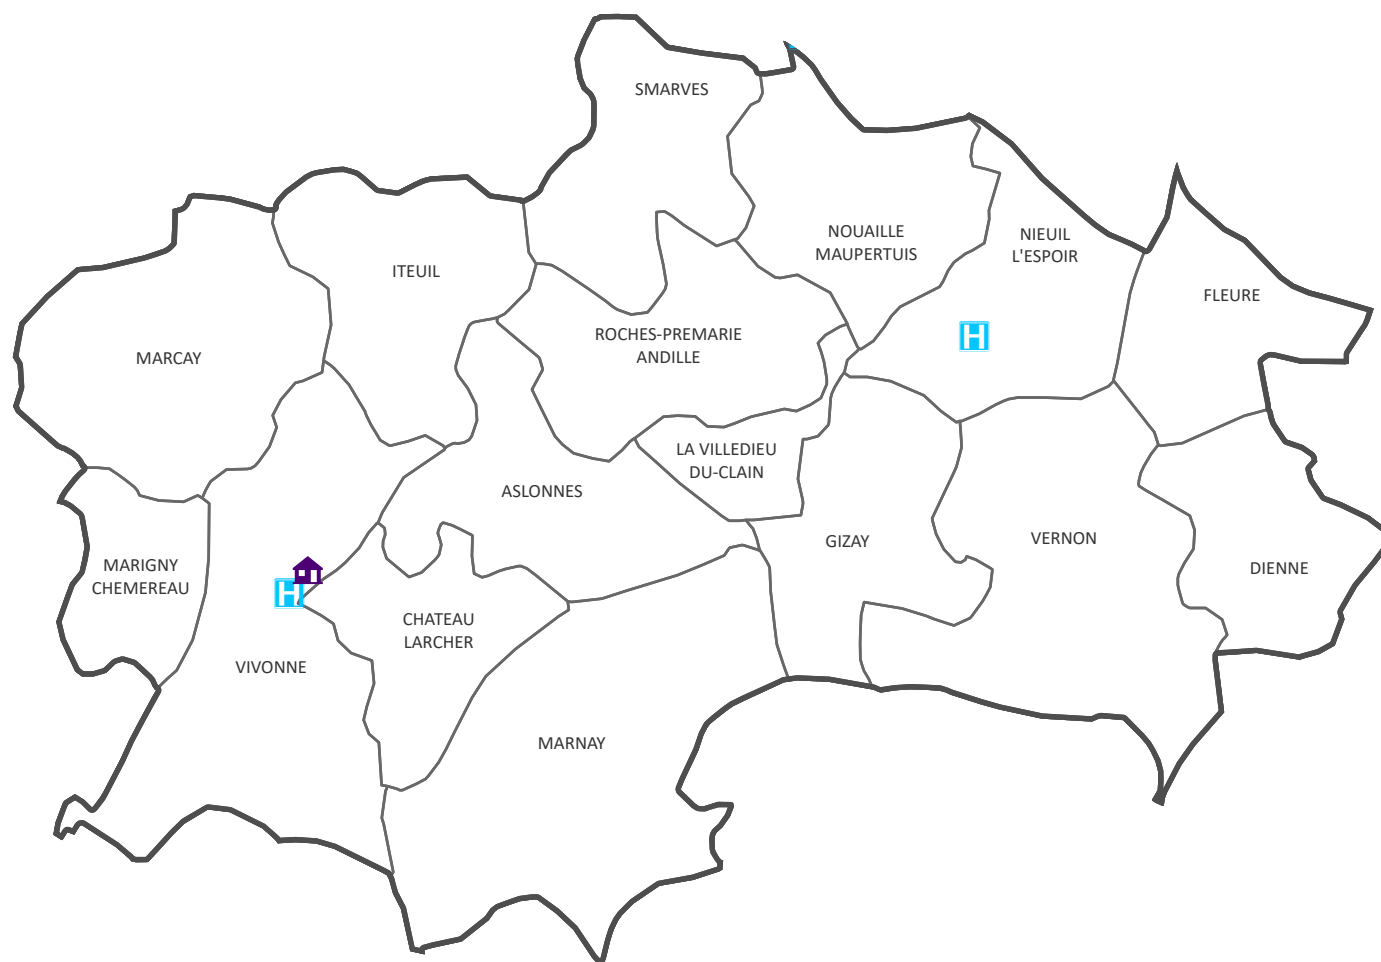 SMARVES
NOUAILLE
MAUPERTUIS
NIEUIL
L'ESPOIR
ITEUIL
FLEURE
ROCHES-PREMARIE
ANDILLE
MARCAY
H
LA VILLEDIEU
DU-CLAIN
ASLONNES
GIZAY
VERNON
MARIGNY
CHEMEREAU
DIENNE
H
CHATEAU
LARCHER
VIVONNE
MARNAY